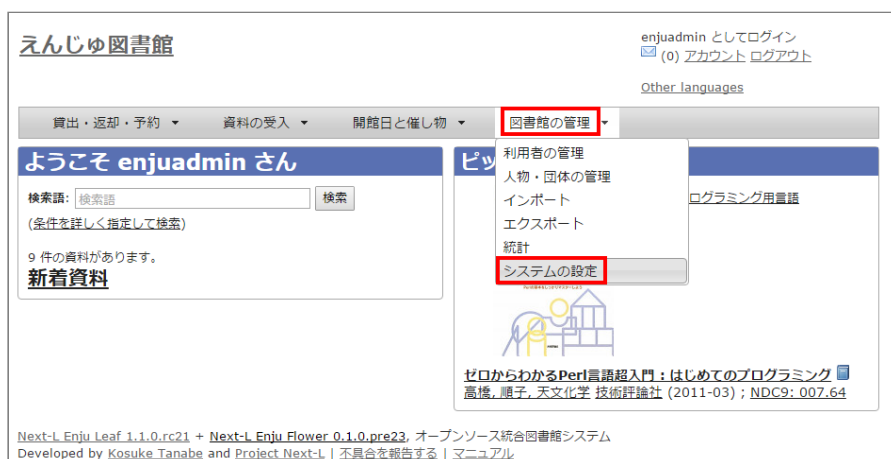 えんじゅ図書館
enjuadmin としてログイン
(0) アカウント ログアウト
Other languages
貸出・返却・予約 ▼ 資料の受入 ▼ 開館日と催し物 ▼ 図書館の管理 ▼
ようこそ enjuadmin さん
検索語: 検索語 検索
(条件を詳しく指定して検索)
9 件の資料があります。
新着資料
ピッ
利用者の管理
人物・団体の管理
インポート
エクスポート
統計
システムの設定
ログラミング用言語
ゼロからわかるPerl言語超入門 : はじめてのプログラミング
高橋, 順子, 天文化学 技術評論社 (2011-03) ; NDC9: 007.64
Next-L Enju Leaf 1.1.0.rc21 + Next-L Enju Flower 0.1.0.pre23, オープンソース統合図書館システム
Developed by Kosuke Tanabe and Project Next-L | 不具合を報告する | マニュアル